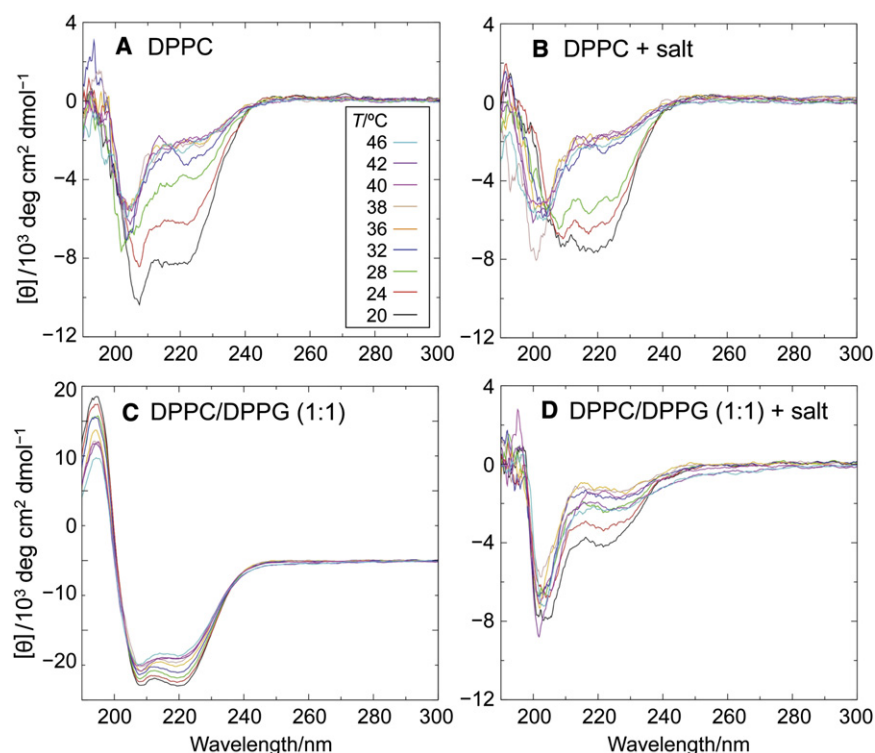 A DPPC
4
0
−4
−8
−12
[θ]/10³ deg cm² dmol⁻¹
200 220 240 260 280 300
T/ºC
46
42
40
38
36
32
28
24
20
B DPPC + salt
4
0
−4
−8
−12
200 220 240 260 280 300
C DPPC/DPPG (1:1)
20
10
0
−10
−20
[θ]/10³ deg cm² dmol⁻¹
200 220 240 260 280 300
Wavelength/nm
D DPPC/DPPG (1:1) + salt
4
0
−4
−8
−12
200 220 240 260 280 300
Wavelength/nm